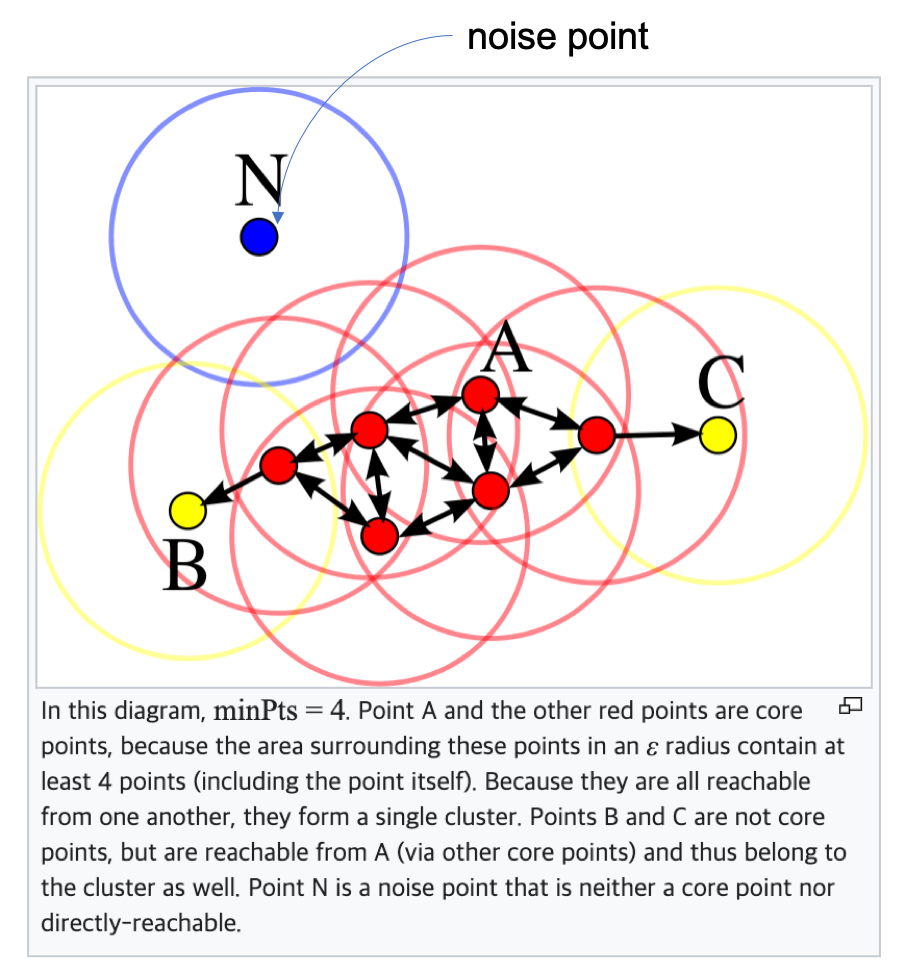 noise point
N
A
C
B
In this diagram, minPts = 4. Point A and the other red points are core
points, because the area surrounding these points in an ε radius contain at
least 4 points (including the point itself). Because they are all reachable
from one another, they form a single cluster. Points B and C are not core
points, but are reachable from A (via other core points) and thus belong to
the cluster as well. Point N is a noise point that is neither a core point nor
directly-reachable.